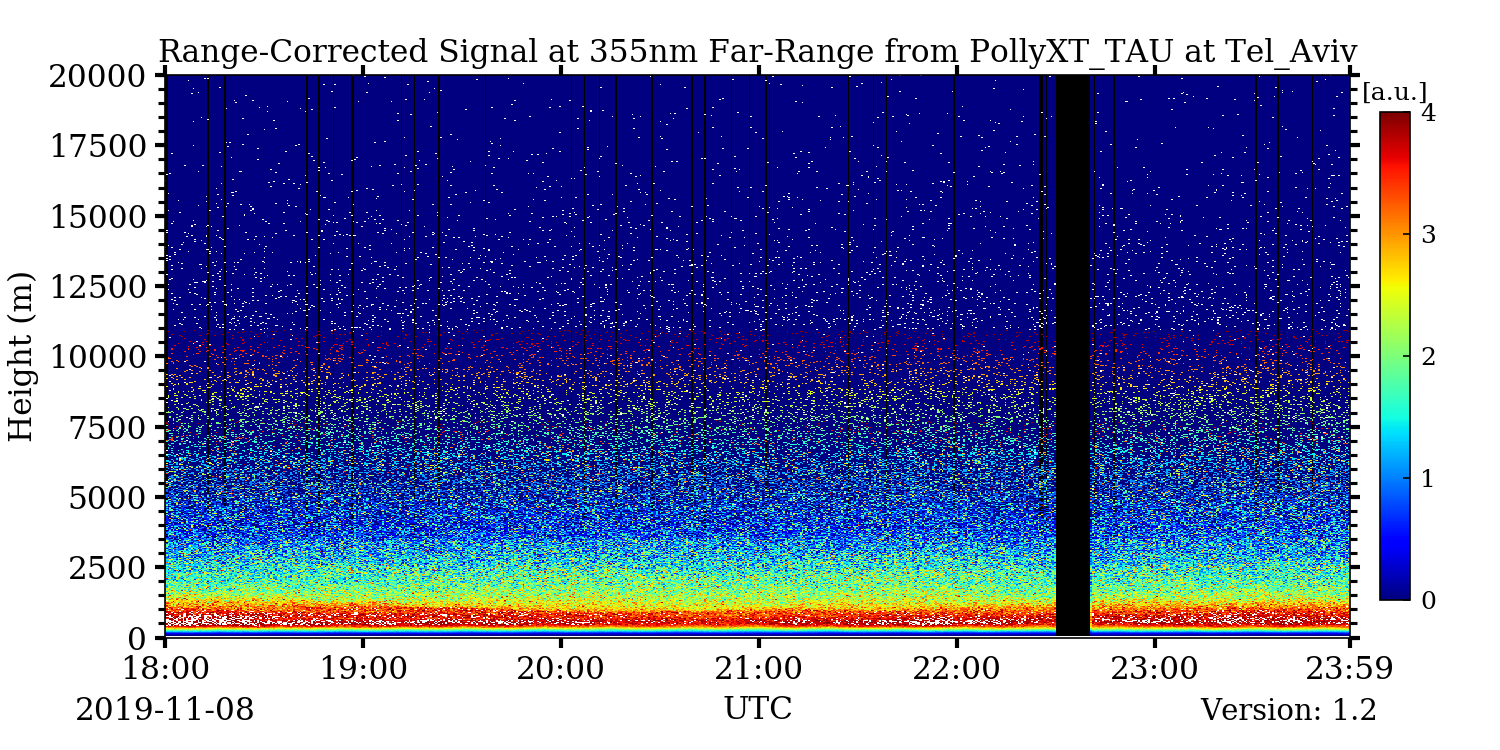 Range-Corrected Signal at 355nm Far-Range from PollyXT_TAU at Tel_Aviv
[a.u.]
4
3
2
1
0
Height (m)
20000
17500
15000
12500
10000
7500
5000
2500
0
18:00 19:00 20:00 21:00 22:00 23:00 23:59
2019-11-08 UTC Version: 1.2